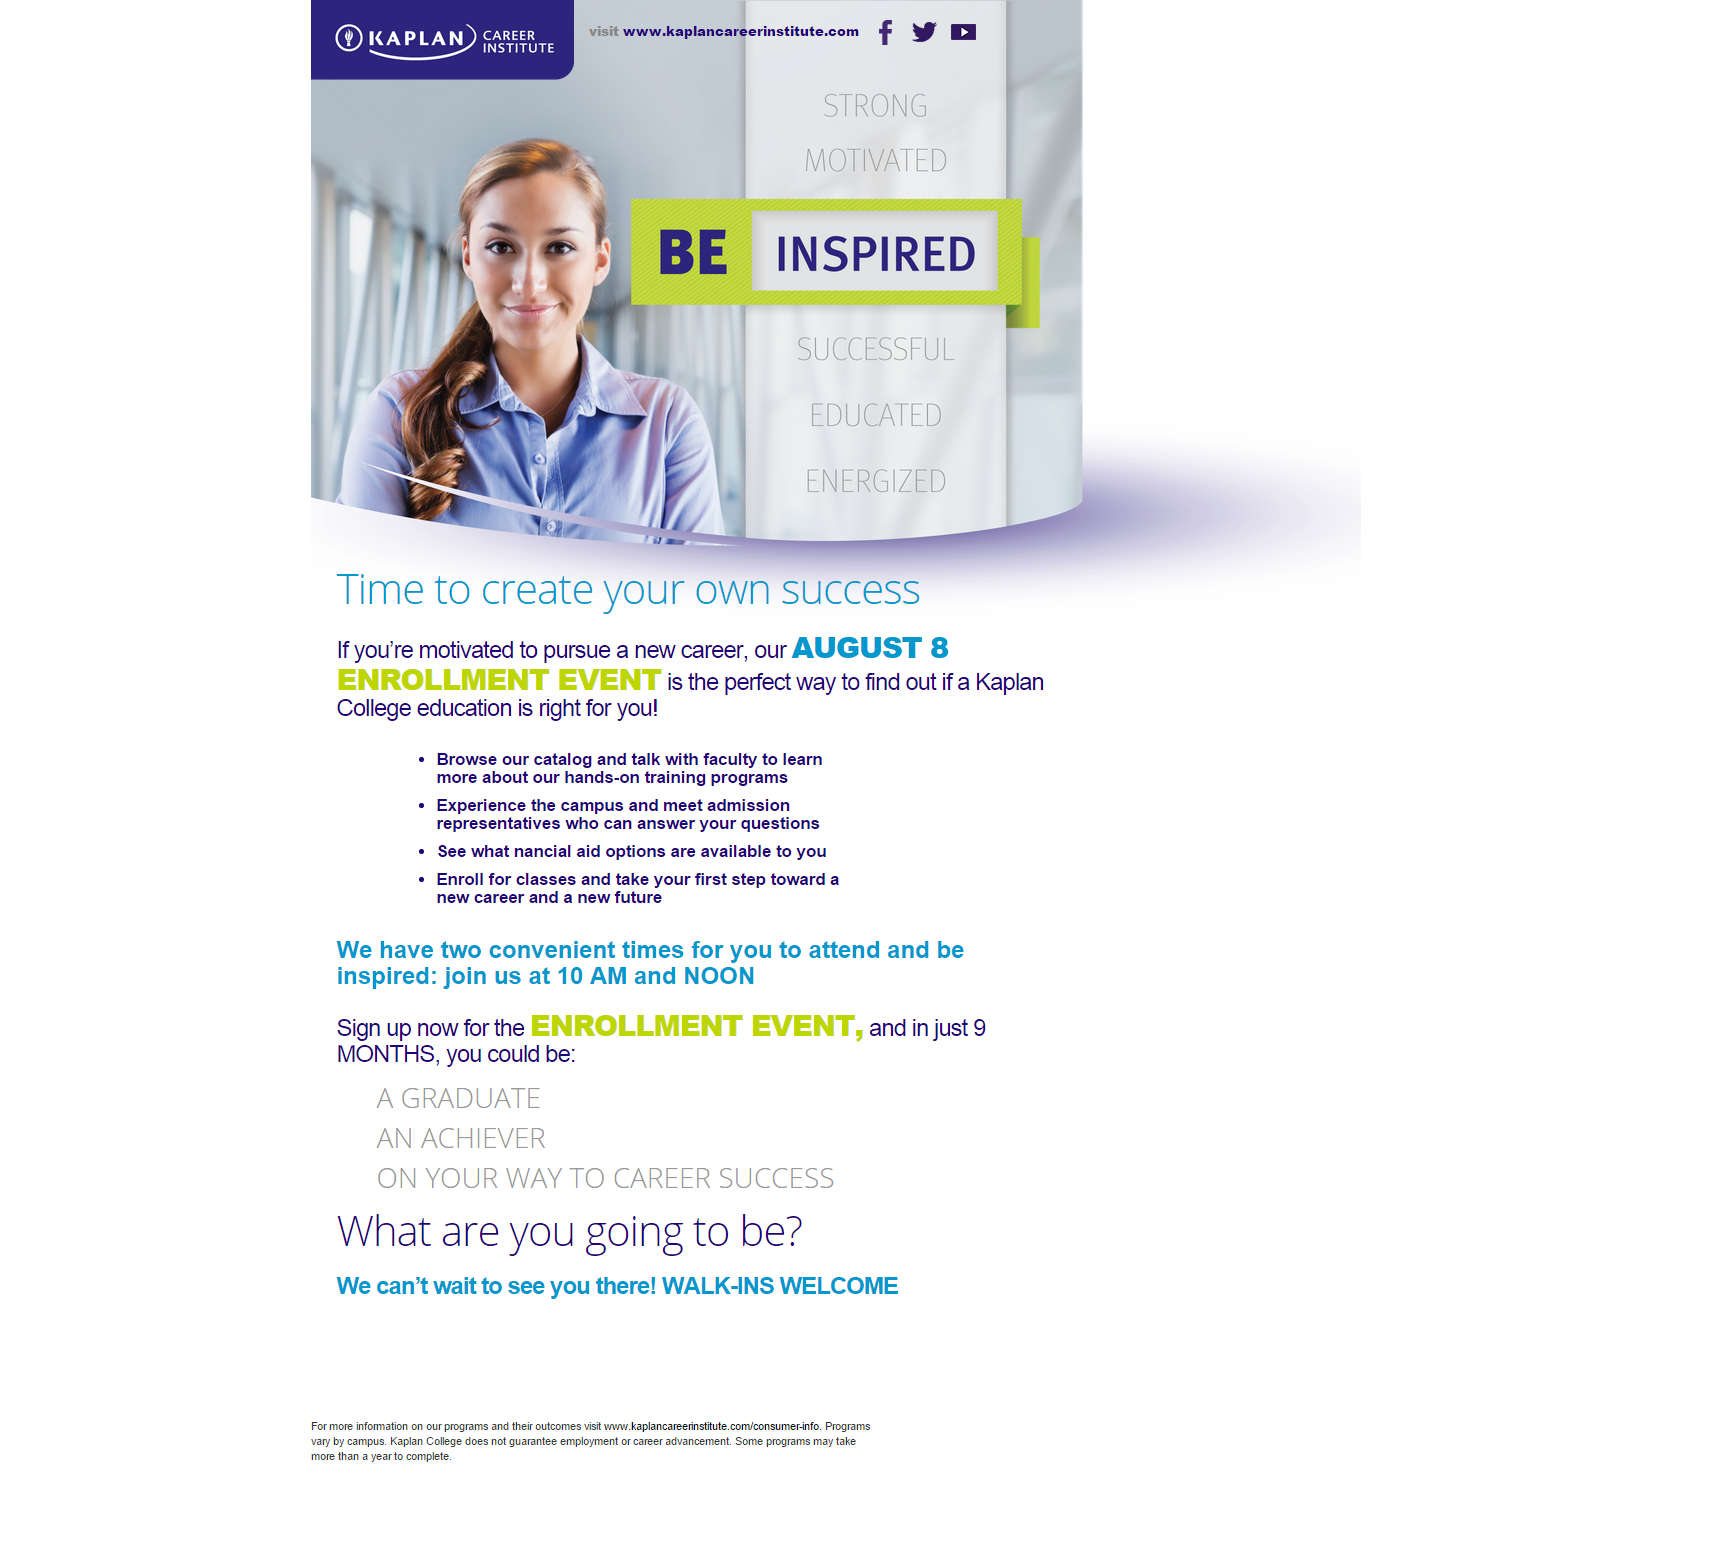 KAPLAN CAREER INSTITUTE
visit www.kaplancareerinstitute.com
STRONG
MOTIVATED
BE INSPIRED
SUCCESSFUL
EDUCATED
ENERGIZED
Time to create your own success
If you’re motivated to pursue a new career, our AUGUST 8
ENROLLMENT EVENT is the perfect way to find out if a Kaplan
College education is right for you!
• Browse our catalog and talk with faculty to learn
more about our hands-on training programs
• Experience the campus and meet admission
representatives who can answer your questions
• See what nancial aid options are available to you
• Enroll for classes and take your first step toward a
new career and a new future
We have two convenient times for you to attend and be
inspired: join us at 10 AM and NOON
Sign up now for the ENROLLMENT EVENT, and in just 9
MONTHS, you could be:
A GRADUATE
AN ACHIEVER
ON YOUR WAY TO CAREER SUCCESS
What are you going to be?
We can’t wait to see you there! WALK-INS WELCOME
For more information on our programs and their outcomes visit www.kaplancareerinstitute.com/consumer-info. Programs
vary by campus. Kaplan College does not guarantee employment or career advancement. Some programs may take
more than a year to complete.